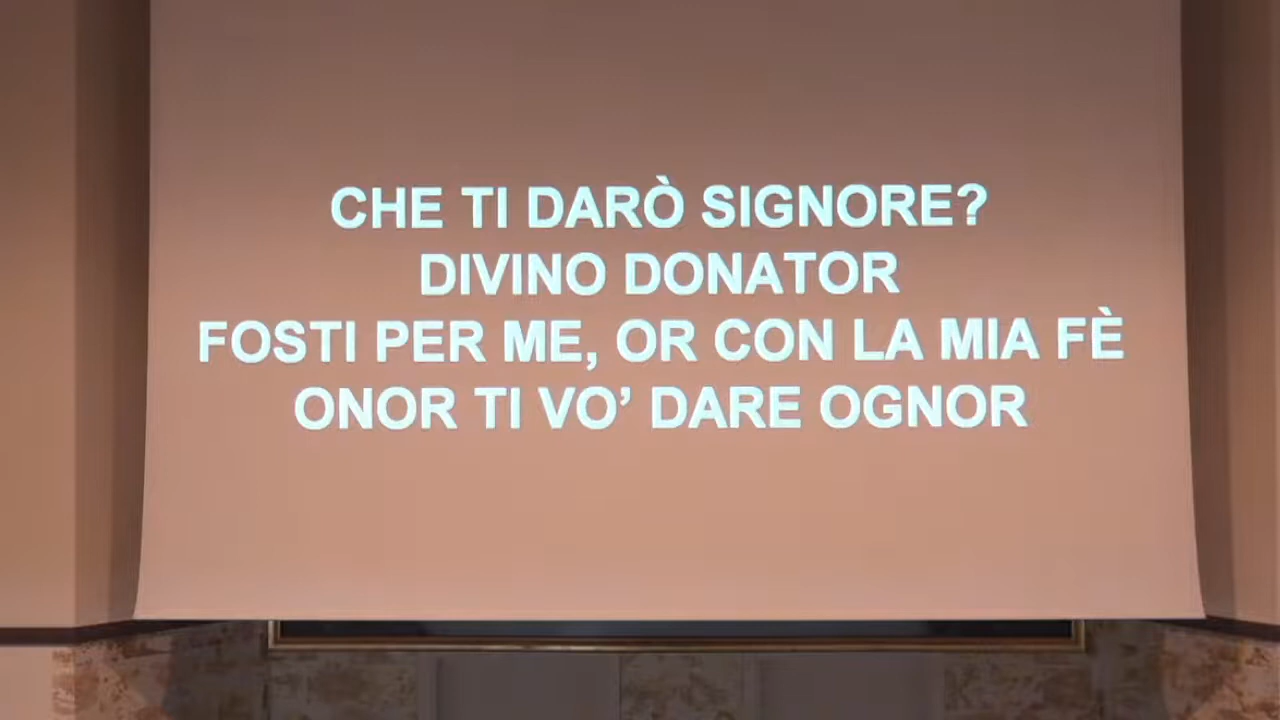 CHE TI DARÒ SIGNORE?
DIVINO DONATOR
FOSTI PER ME, OR CON LA MIA FÈ
ONOR TI VO’ DARE OGNOR